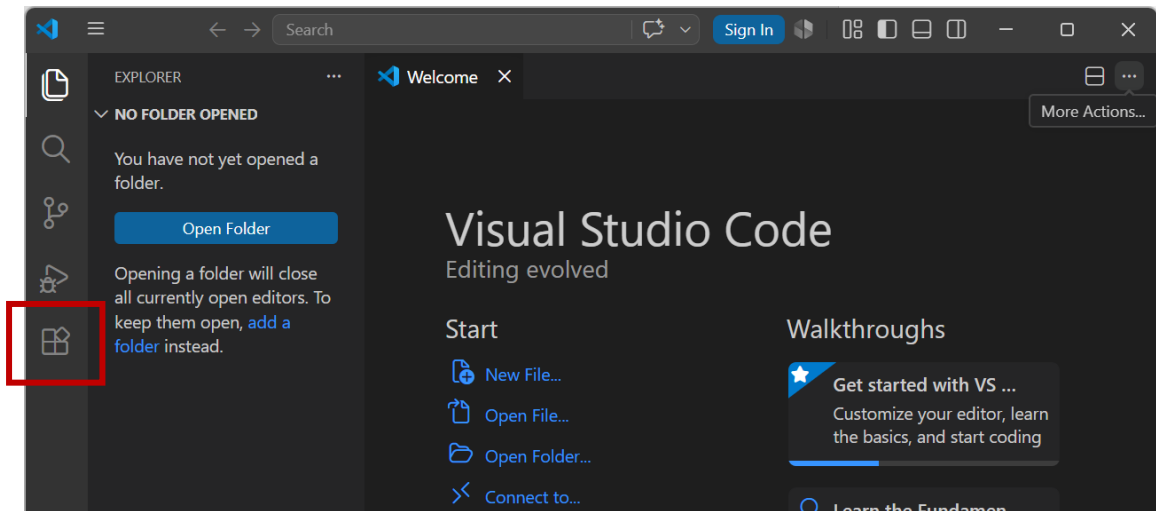 Search
Sign In
EXPLORER
Welcome
More Actions...
NO FOLDER OPENED
You have not yet opened a
folder.
Open Folder
Opening a folder will close
all currently open editors. To
keep them open, add a
folder instead.
Visual Studio Code
Editing evolved
Start
New File...
Open File...
Open Folder...
Connect to...
Walkthroughs
Get started with VS ...
Customize your editor, learn
the basics, and start coding
Learn the Fundamen